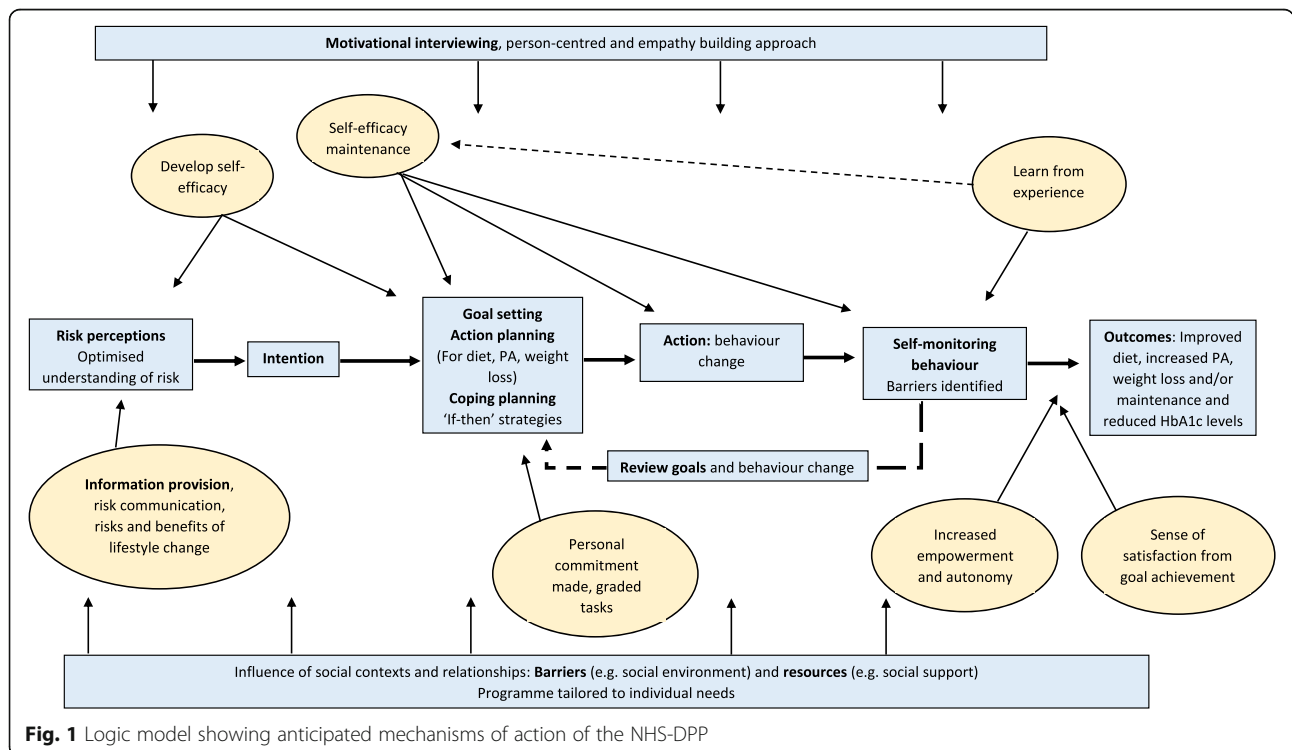 Motivational interviewing, person-centred and empathy building approach
Self-efficacy
maintenance
Develop self-
efficacy
Learn from
experience
Risk perceptions
Optimised
understanding of risk
Intention
Goal setting
Action planning
(For diet, PA, weight
loss)
Coping planning
‘If-then’ strategies
Action: behaviour
change
Self-monitoring
behaviour
Barriers identified
Outcomes: Improved
diet, increased PA,
weight loss and/or
maintenance and
reduced HbA1c levels
Review goals and behaviour change
Information provision,
risk communication,
risks and benefits of
lifestyle change
Personal
commitment
made, graded
tasks
Increased
empowerment
and autonomy
Sense of
satisfaction from
goal achievement
Influence of social contexts and relationships: Barriers (e.g. social environment) and resources (e.g. social support)
Programme tailored to individual needs
Fig. 1 Logic model showing anticipated mechanisms of action of the NHS-DPP